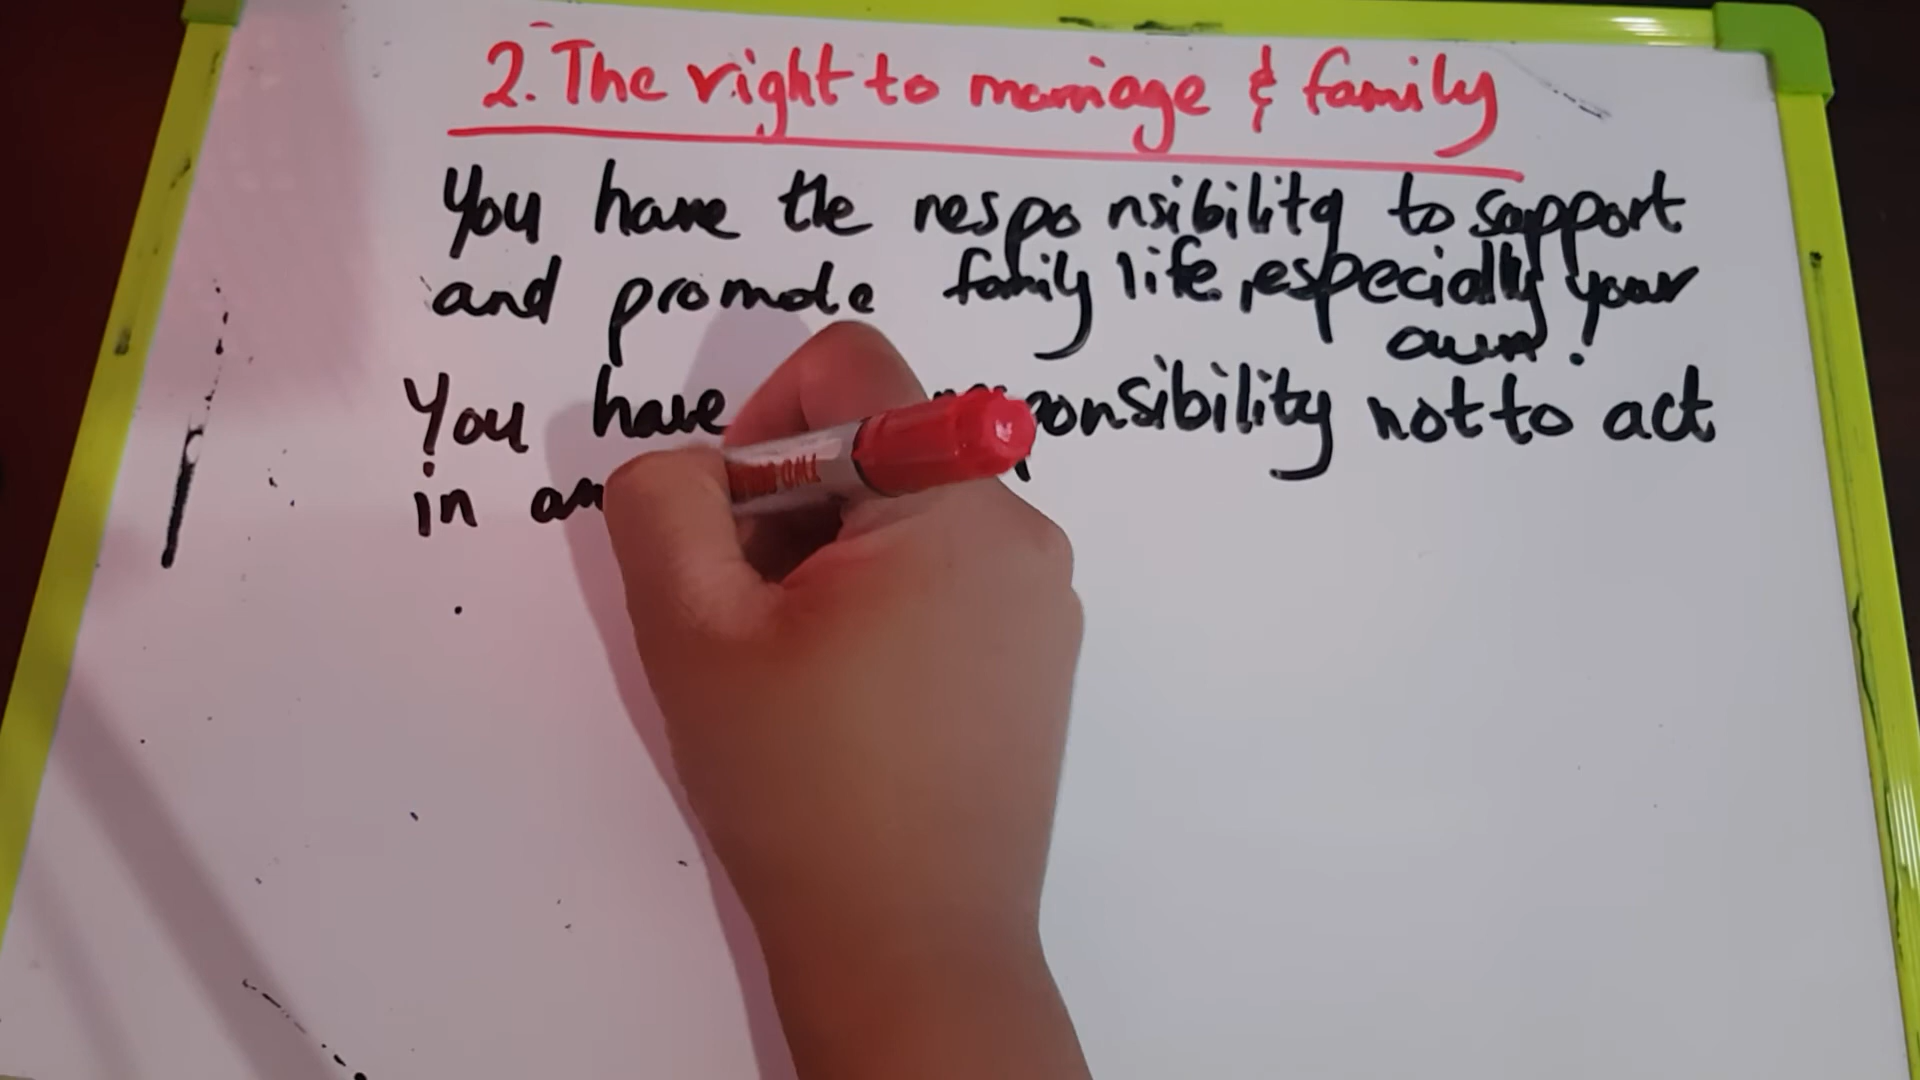 2. The right to marriage & family
You have the responsibility to support
and promote family life, especially your
own!
You have responsibility not to act
in